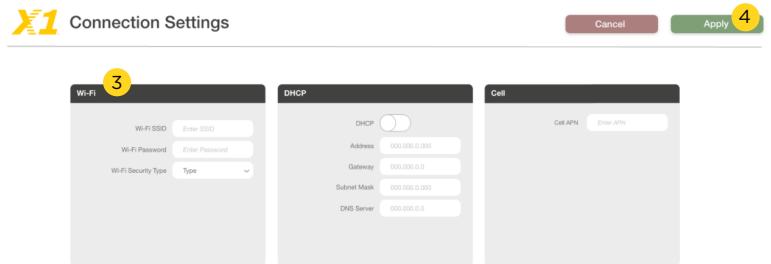 X1 Connection Settings
Cancel
Apply
4
3
Wi-Fi
Wi-Fi SSID Enter SSID
Wi-Fi Password Enter Password
Wi-Fi Security Type Type
DHCP
DHCP
Address 000.000.0.000
Gateway 000.000.0.0
Subnet Mask 000.000.0.000
DNS Server 000.000.0.0
Cell
Cell APN Enter APN